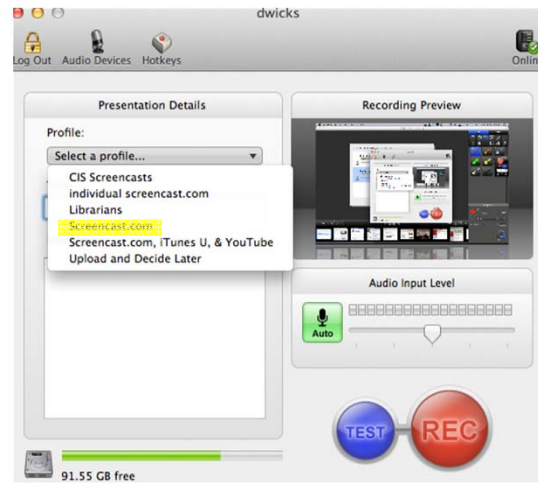 dwicks
Log Out Audio Devices Hotkeys Onlin
Presentation Details
Recording Preview
Profile:
Select a profile...
CIS Screencasts
individual screencast.com
Librarians
Screencast.com
Screencast.com, iTunes U, & YouTube
Upload and Decide Later
Audio Input Level
Auto
TEST REC
91.55 GB free